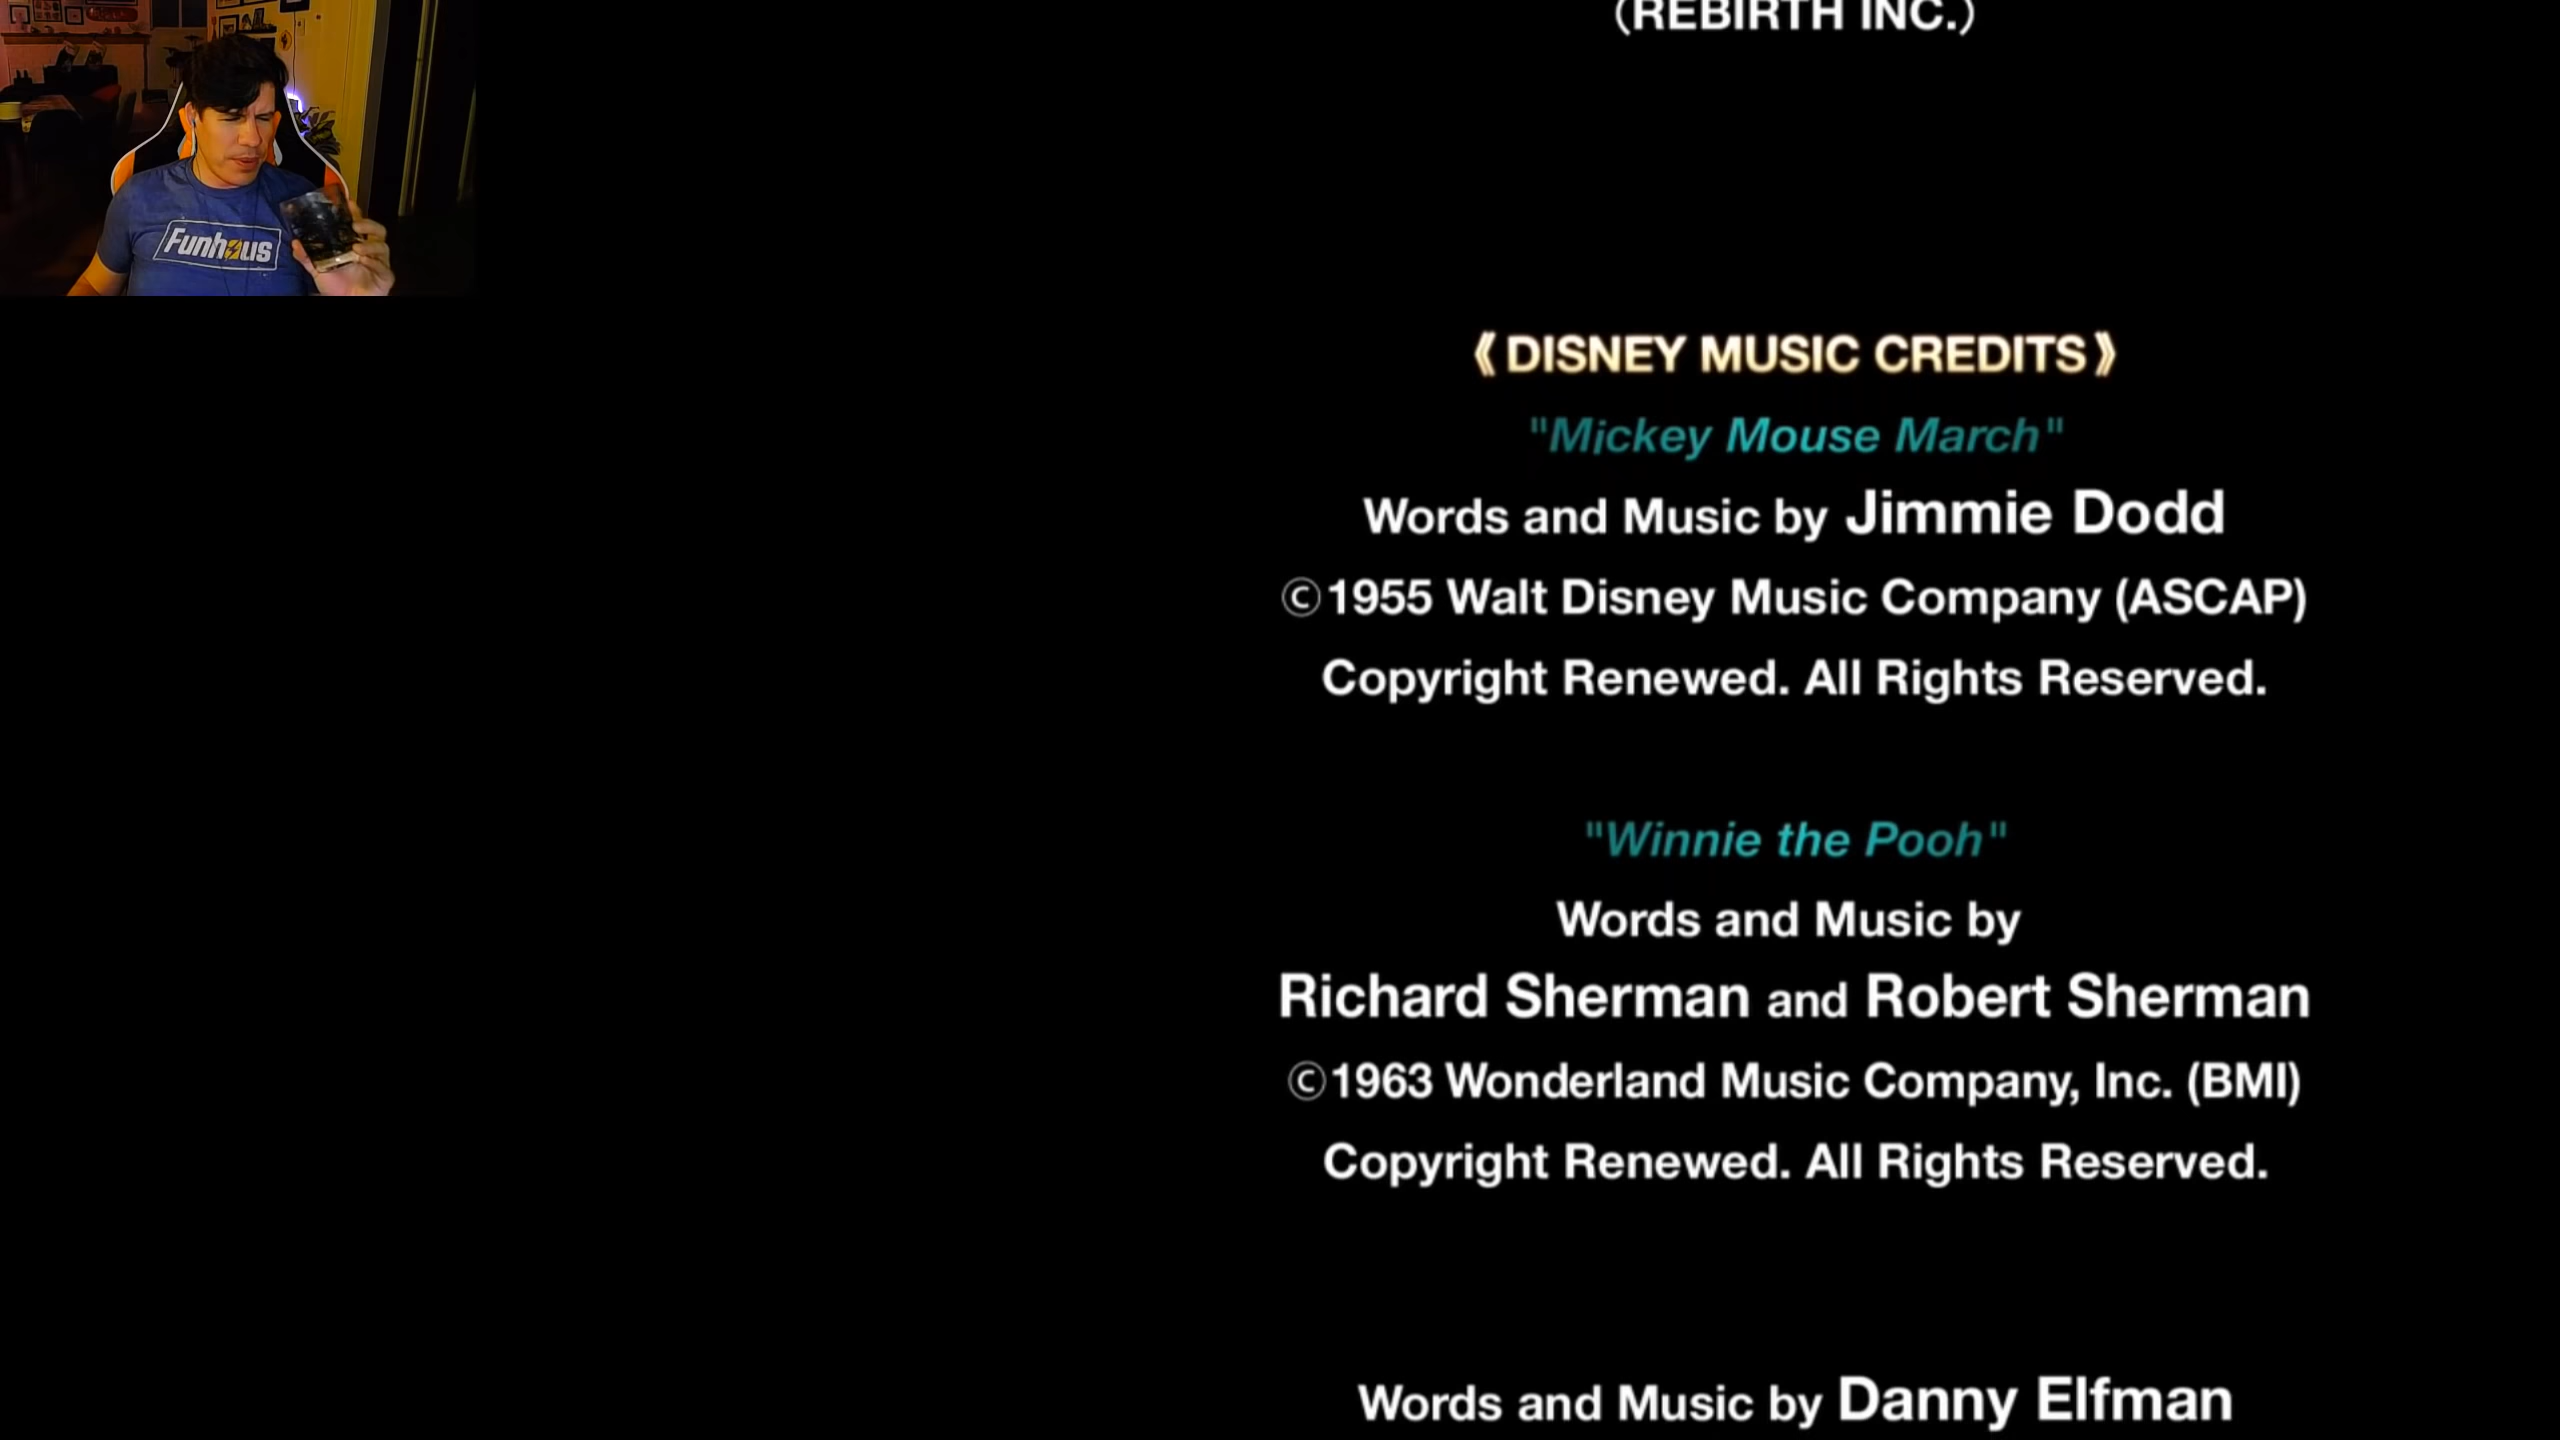 (REBIRTH INC.)
Funhaus
《DISNEY MUSIC CREDITS》
"Mickey Mouse March"
Words and Music by Jimmie Dodd
©1955 Walt Disney Music Company (ASCAP)
Copyright Renewed. All Rights Reserved.
"Winnie the Pooh"
Words and Music by
Richard Sherman and Robert Sherman
©1963 Wonderland Music Company, Inc. (BMI)
Copyright Renewed. All Rights Reserved.
Words and Music by Danny Elfman